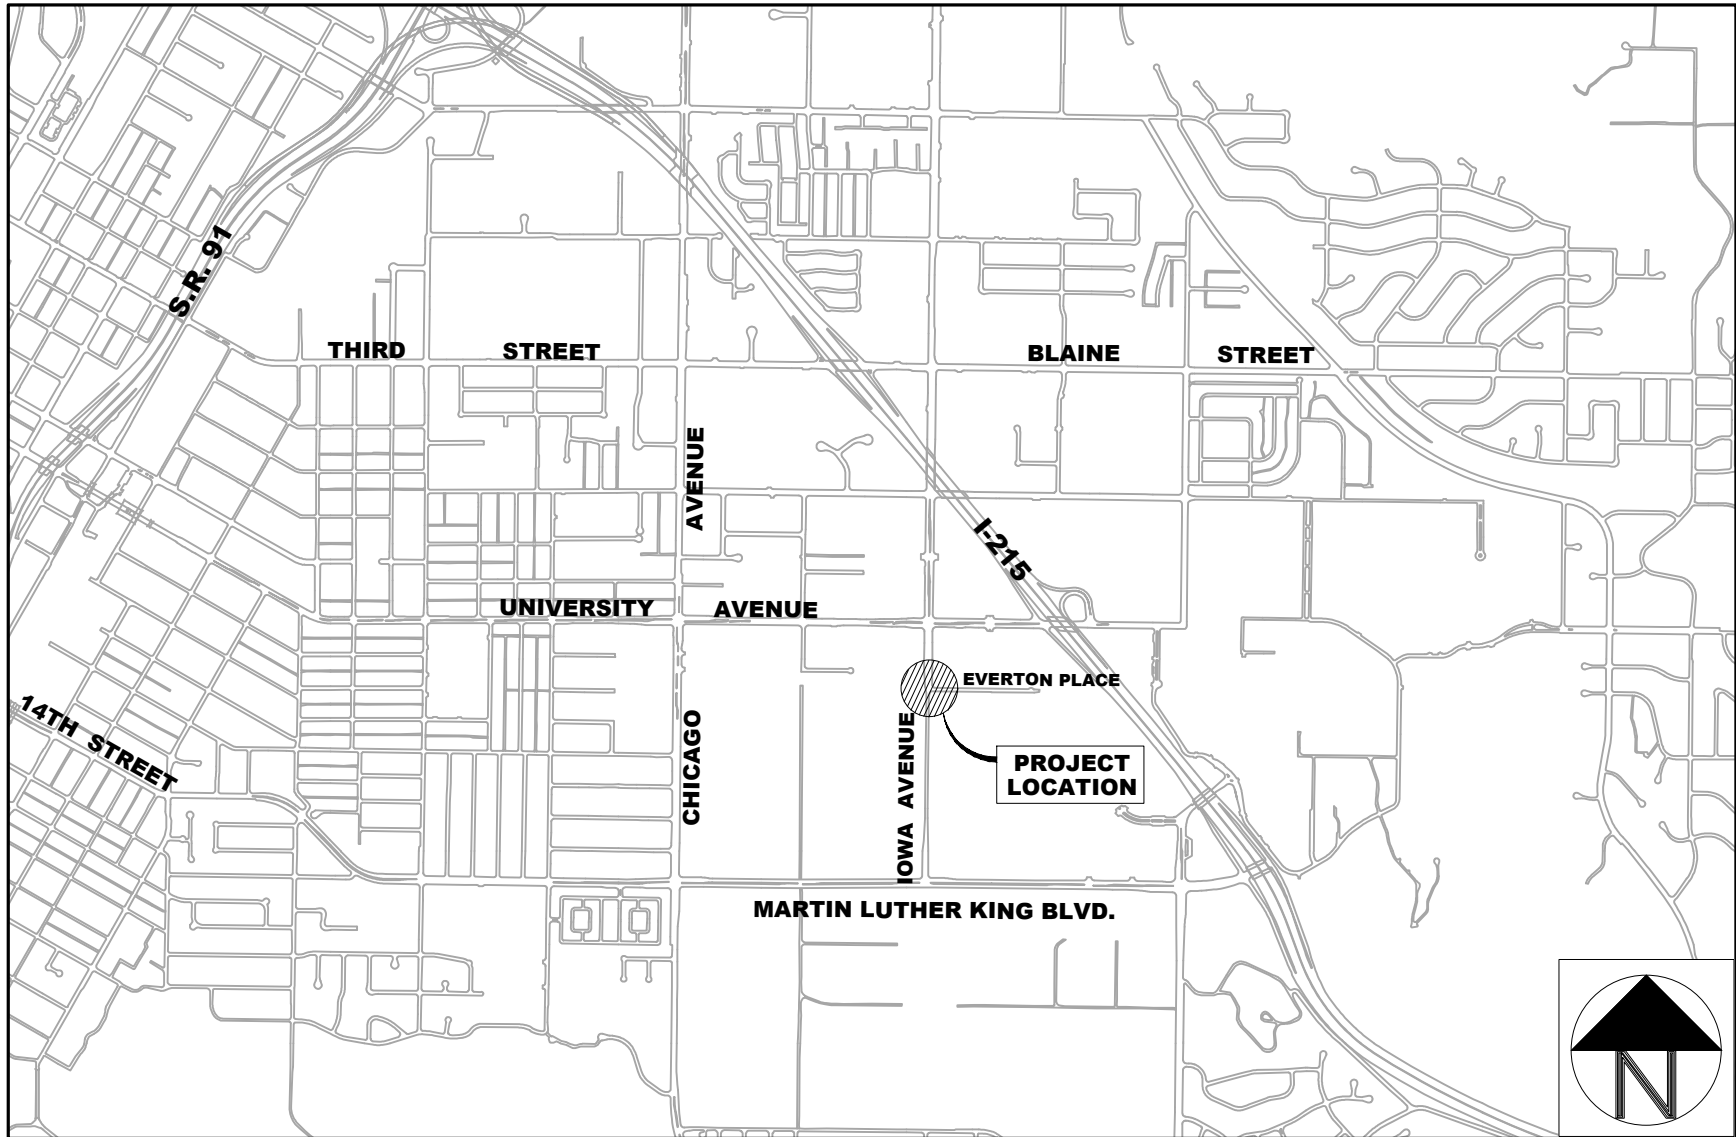 S.R. 91
THIRD STREET
BLAINE STREET
AVENUE
I-215
UNIVERSITY AVENUE
EVERTON PLACE
14TH STREET
CHICAGO
IOWA AVENUE
PROJECT
LOCATION
MARTIN LUTHER KING BLVD.
N